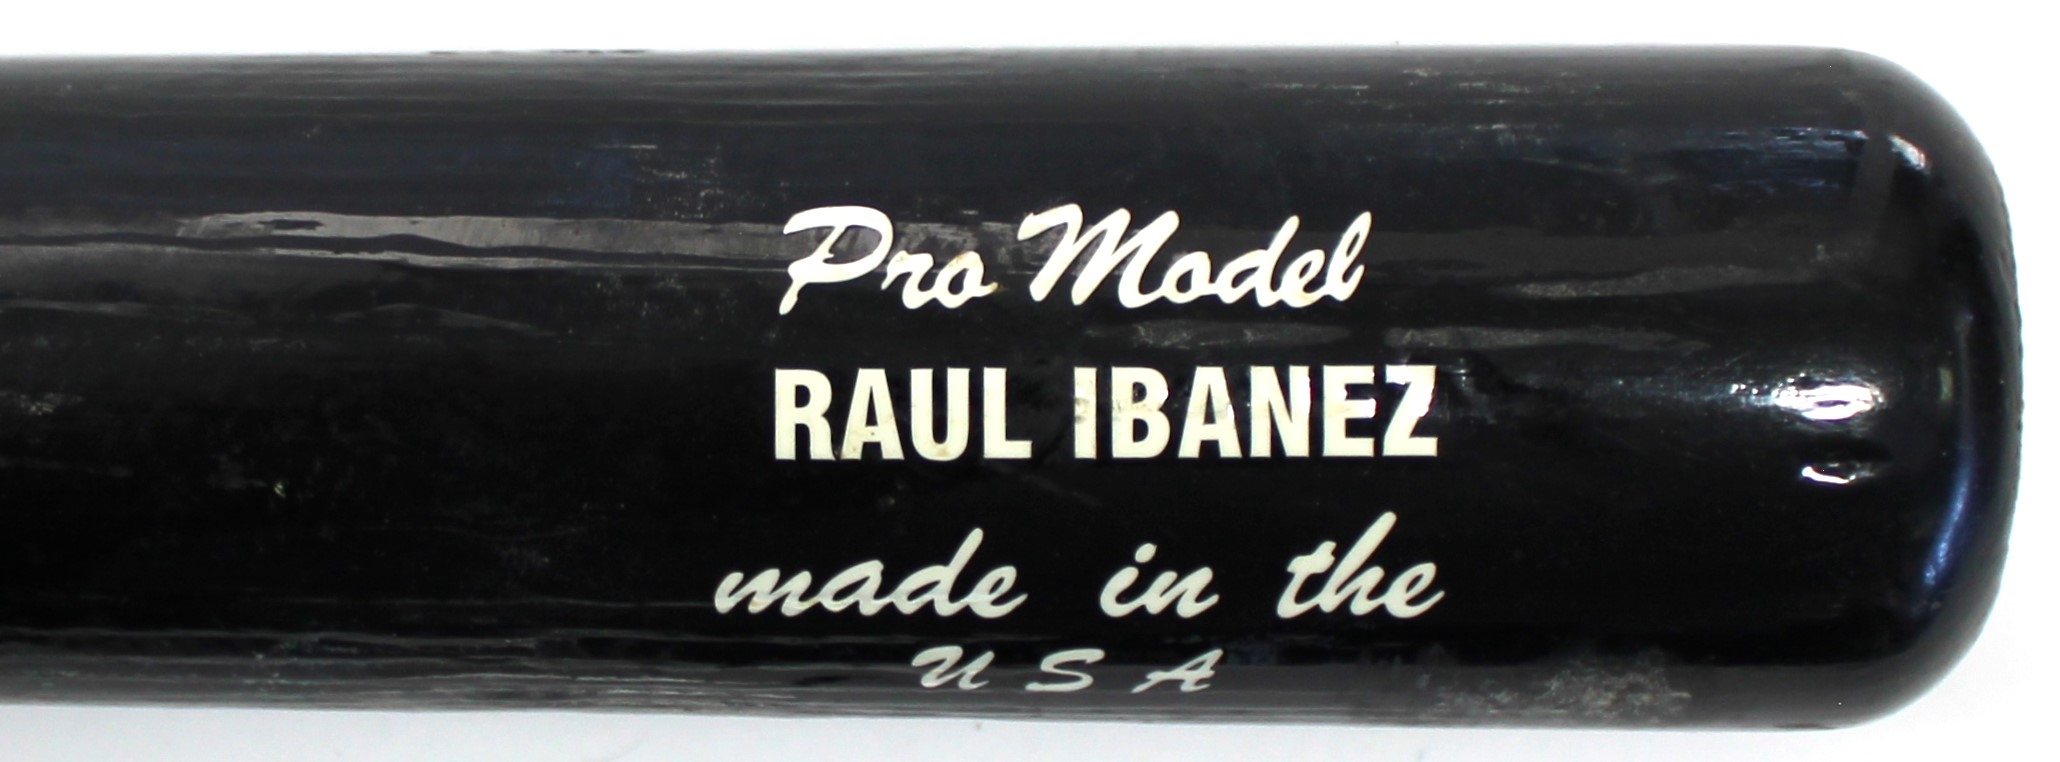 Pro Model
RAUL IBANEZ
made in the
USA